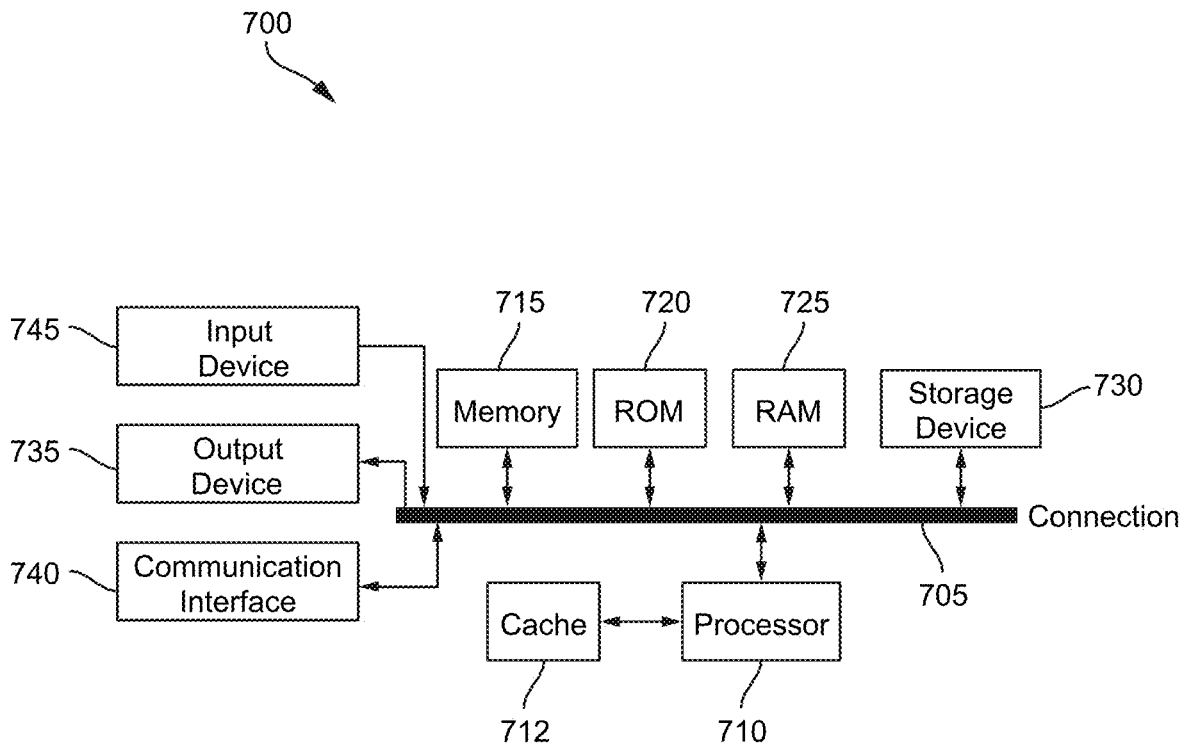 700
715
720
725
745
Input
Device
Memory
ROM
RAM
Storage
Device
730
735
Output
Device
Connection
740
Communication
Interface
705
Cache
Processor
712
710